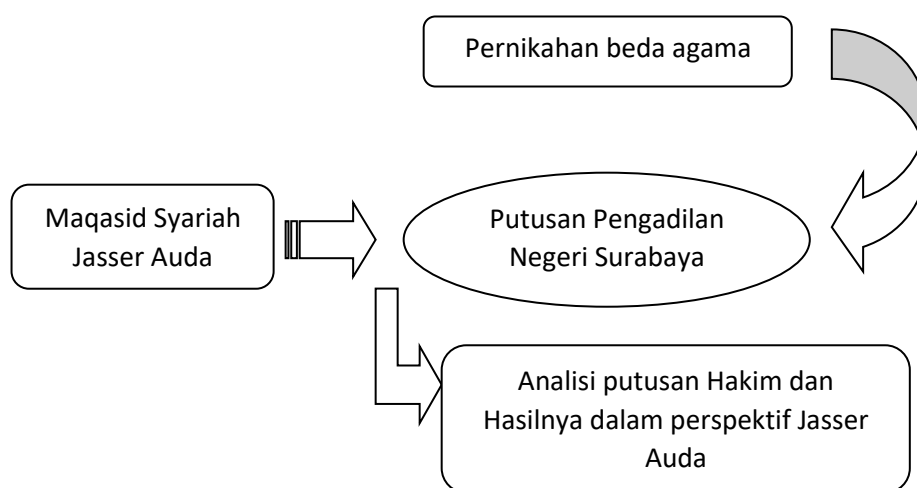 Pernikahan beda agama
Maqasid Syariah
Jasser Auda
Putusan Pengadilan
Negeri Surabaya
Analisi putusan Hakim dan
Hasilnya dalam perspektif Jasser
Auda